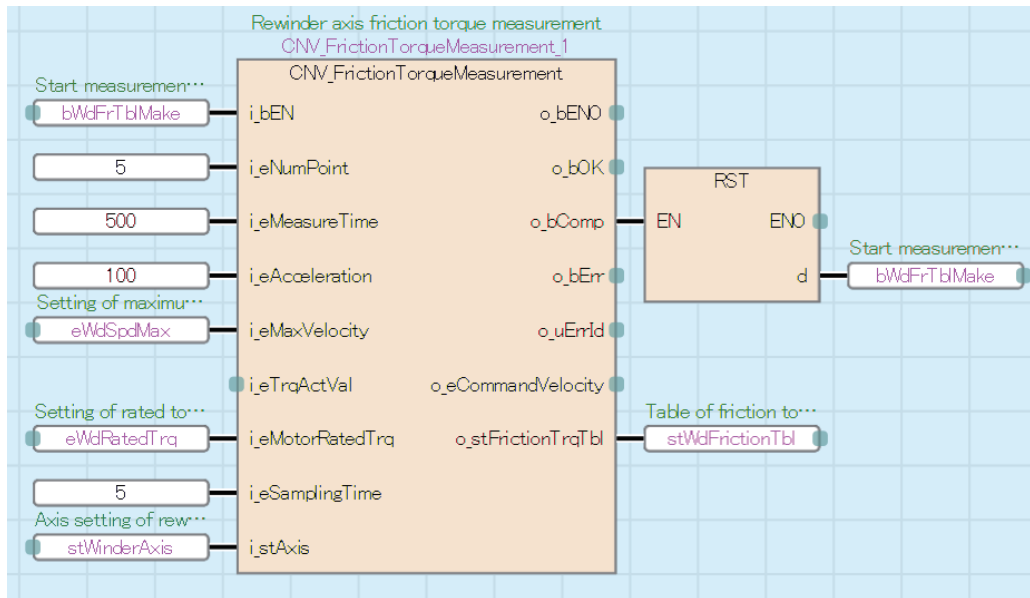 Rewinder axis friction torque measurement
CNV_FrictionTorqueMeasurement_1
CNV_FrictionTorqueMeasurement
Start measuremen…
bWdFrTblMake
i_bEN
o_bENO
5
i_eNumPoint
o_bOK
RST
500
i_eMeasureTime
o_bComp
EN
ENO
Start measuremen…
100
i_eAcceleration
o_bErr
d
bWdFrTblMake
Setting of maximu…
eWdSpdMax
i_eMaxVelocity
o_uErrId
i_eTrqActVal
o_eCommandVelocity
Setting of rated to…
Table of friction to…
eWdRatedTrq
i_eMotorRatedTrq
o_stFrictionTrqTbl
stWdFrictionTbl
5
i_eSamplingTime
Axis setting of rew…
stWinderAxis
i_stAxis